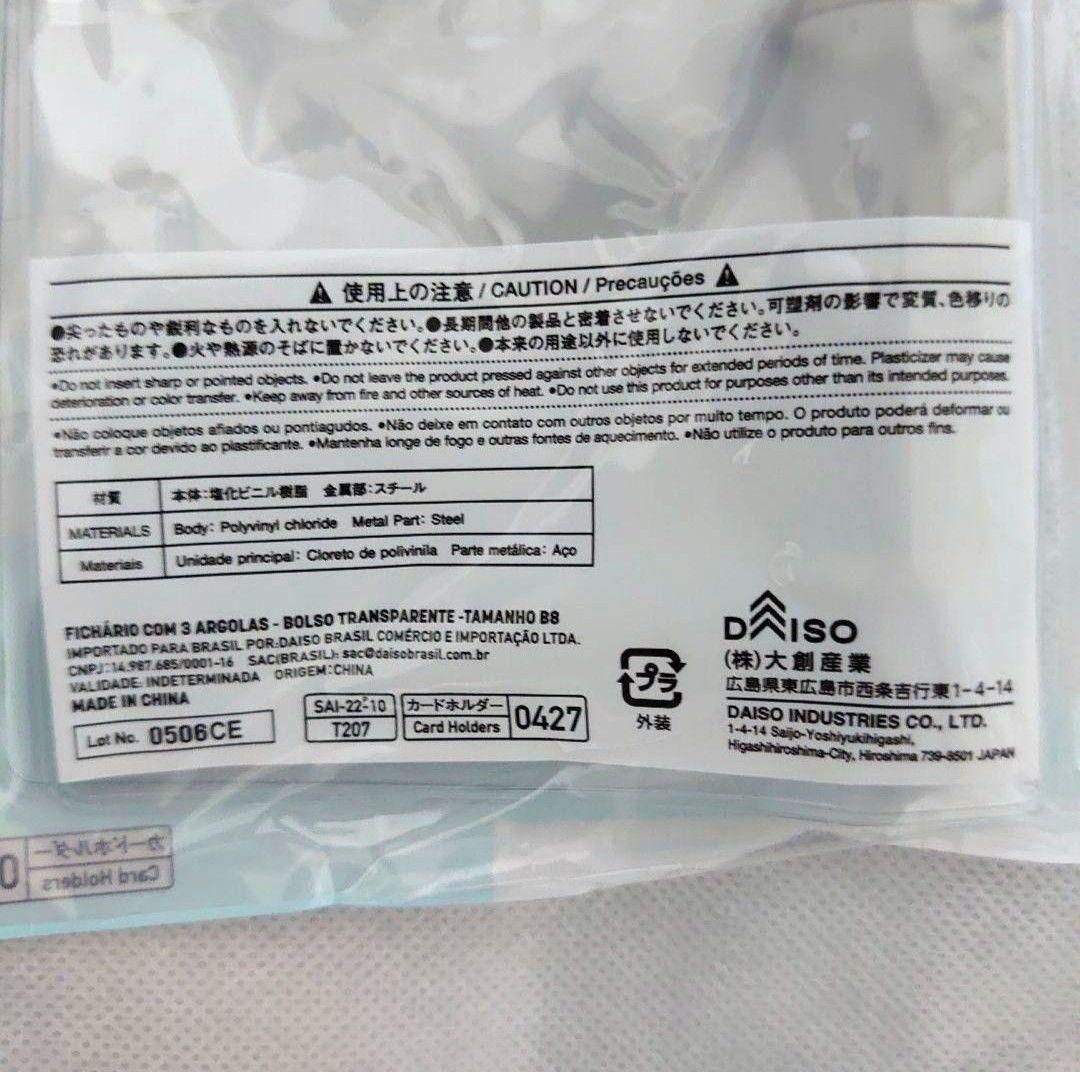 使用上の注意 / CAUTION / Precauções
●尖ったものや鋭利なものを入れないでください。●長期間他の製品と密着させないでください。可塑剤の影響で変質、色移りの
恐れがあります。●火や熱源のそばに置かないでください。●本来の用途以外に使用しないでください。
●Do not insert sharp or pointed objects. ●Do not leave the product pressed against other objects for extended periods of time. Plasticizer may cause
deterioration or color transfer. ●Keep away from fire and other sources of heat. ●Do not use this product for purposes other than its intended purposes.
●Não coloque objetos afiados ou pontiagudos. ●Não deixe em contato com outros objetos por muito tempo. O produto poderá deformar ou
transferir a cor devido ao plastificante. ●Mantenha longe de fogo e outras fontes de aquecimento. ●Não utilize o produto para outros fins.
材質 本体:塩化ビニル樹脂 金属部:スチール
MATERIALS Body: Polyvinyl chloride Metal Part: Steel
Materiais Unidade principal: Cloreto de polivinila Parte metálica: Aço
FICHÁRIO COM 3 ARGOLAS - BOLSO TRANSPARENTE -TAMANHO B8
IMPORTADO PARA BRASIL POR:DAISO BRASIL COMÉRCIO E IMPORTAÇÃO LTDA.
CNPJ:14.987.685/0001-16 SAC(BRASIL): sac@daisobrasil.com.br
VALIDADE: INDETERMINADA ORIGEM:CHINA
MADE IN CHINA
Lot No. 0506CE
SAI-22-10
T207
カードホルダー
Card Holders
0427
プラ
外装
DAISO
(株)大創産業
広島県東広島市西条吉行東1-4-14
DAISO INDUSTRIES CO., LTD.
1-4-14 Saijo-Yoshiyukihigashi,
Higashihiroshima-City, Hiroshima 739-8501 JAPAN
カードホルダー
Card Holders
0